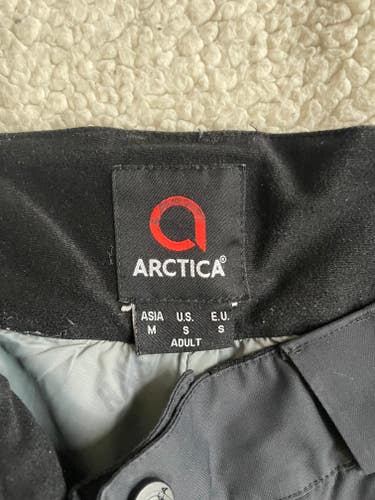 ARCTICA®
ASIA U.S. E.U.
M S S
ADULT